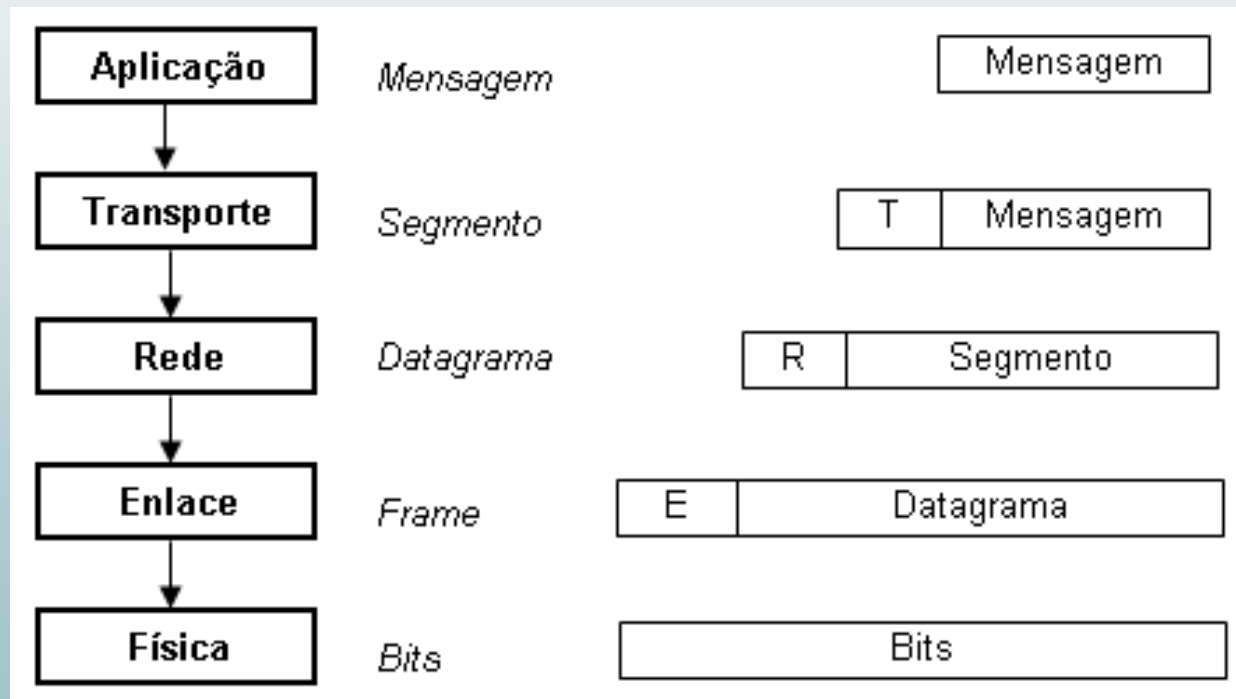 Aplicação Mensagem Mensagem
Transporte Segmento T Mensagem
Rede Datagrama R Segmento
Enlace Frame E Datagrama
Física Bits Bits